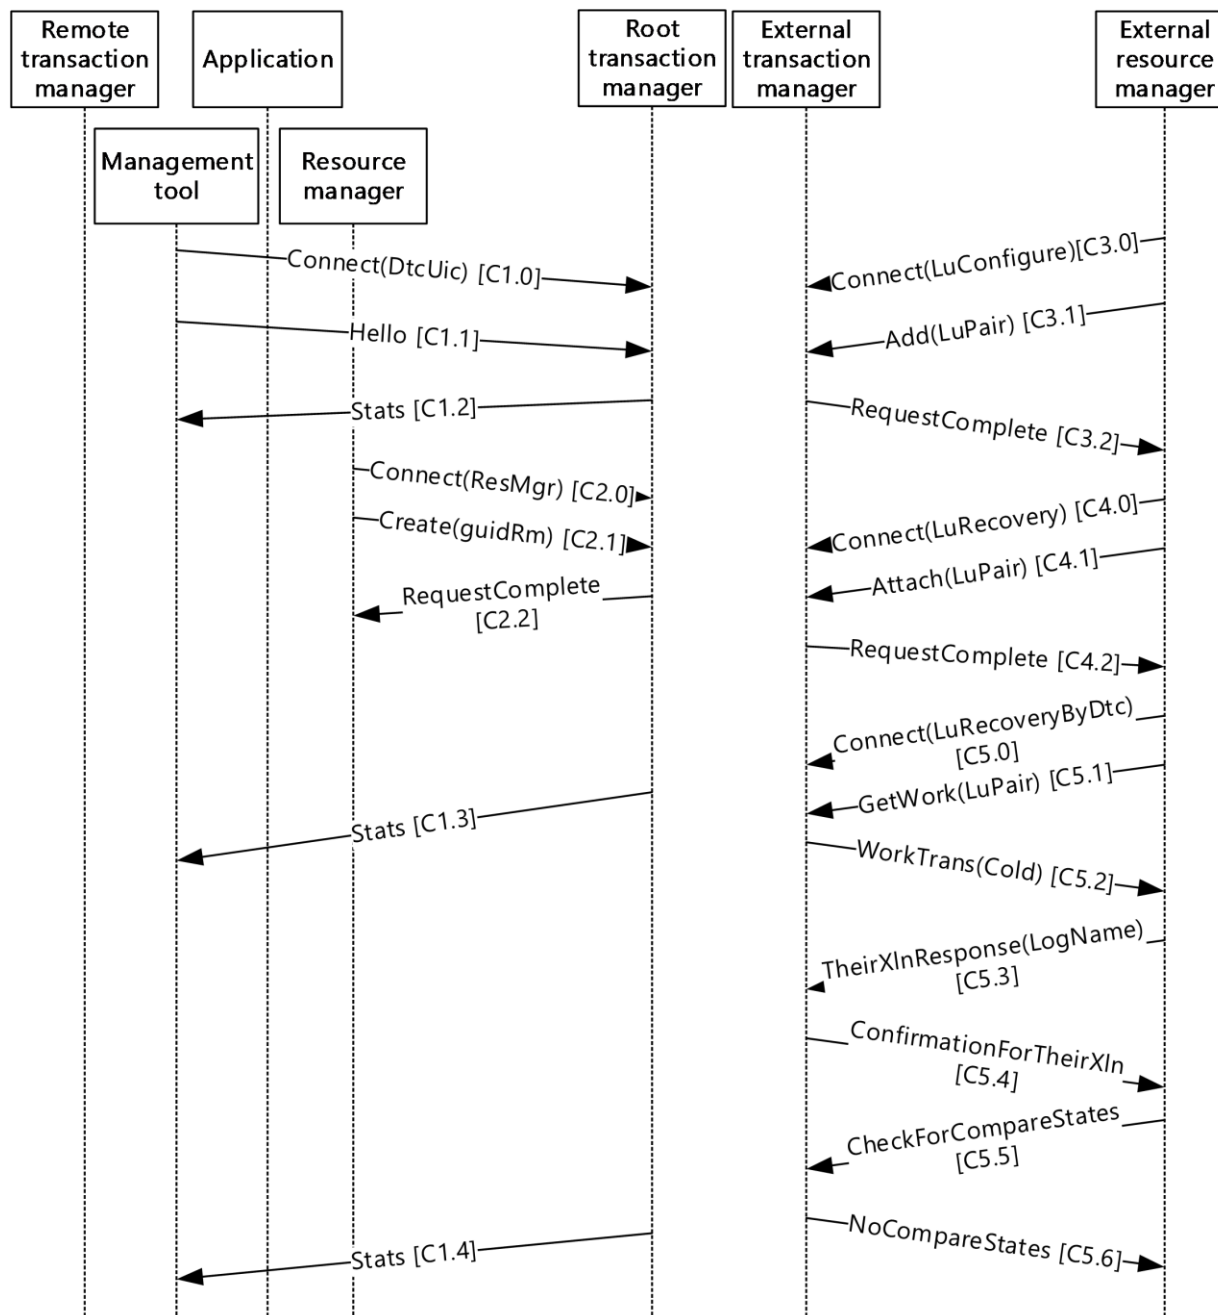 Remote
transaction
manager
Application
Root
transaction
manager
External
transaction
manager
External
resource
manager
Management
tool
Resource
manager
Connect(DtcUic) [C1.0]
Connect(LuConfigure)[C3.0]
Hello [C1.1]
Add(LuPair) [C3.1]
Stats [C1.2]
RequestComplete [C3.2]
Connect(ResMgr) [C2.0]
Connect(LuRecovery) [C4.0]
Create(guidRm) [C2.1]
Attach(LuPair) [C4.1]
RequestComplete
[C2.2]
RequestComplete [C4.2]
Connect(LuRecoveryByDtc)
[C5.0]
GetWork(LuPair) [C5.1]
Stats [C1.3]
WorkTrans(Cold) [C5.2]
TheirXlnResponse(LogName)
[C5.3]
ConfirmationForTheirXln
[C5.4]
CheckForCompareStates
[C5.5]
NoCompareStates [C5.6]
Stats [C1.4]